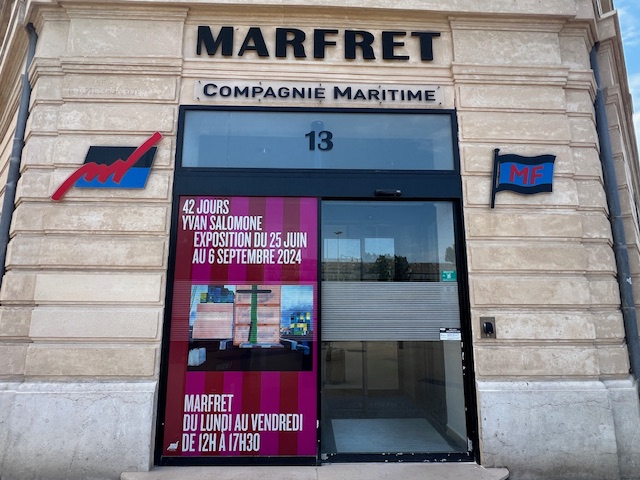 MARFRET
COMPAGNIE MARITIME
13
MF
42 JOURS
YVAN SALOMONE
EXPOSITION DU 25 JUIN
AU 6 SEPTEMBRE 2024
MARFRET
DU LUNDI AU VENDREDI
DE 12H À 17H30